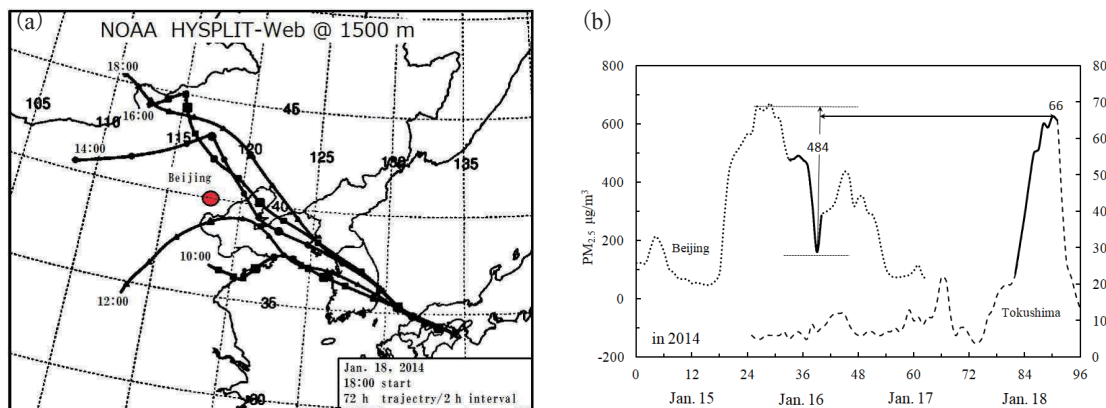 (a)
NOAA HYSPLIT-Web @ 1500 m
18:00
105
110
16:00
45
115
14:00
120
125
130
135
Beijing
40
10:00
12:00
35
30
Jan. 18, 2014
18:00 start
72 h trajectry/2 h interval
(b)
800
600
400
200
0
-200
PM2.5 μg/m3
80
70
60
50
40
30
20
10
0
66
484
Beijing
Tokushima
in 2014
0 12 24 36 48 60 72 84 96
Jan. 15 Jan. 16 Jan. 17 Jan. 18